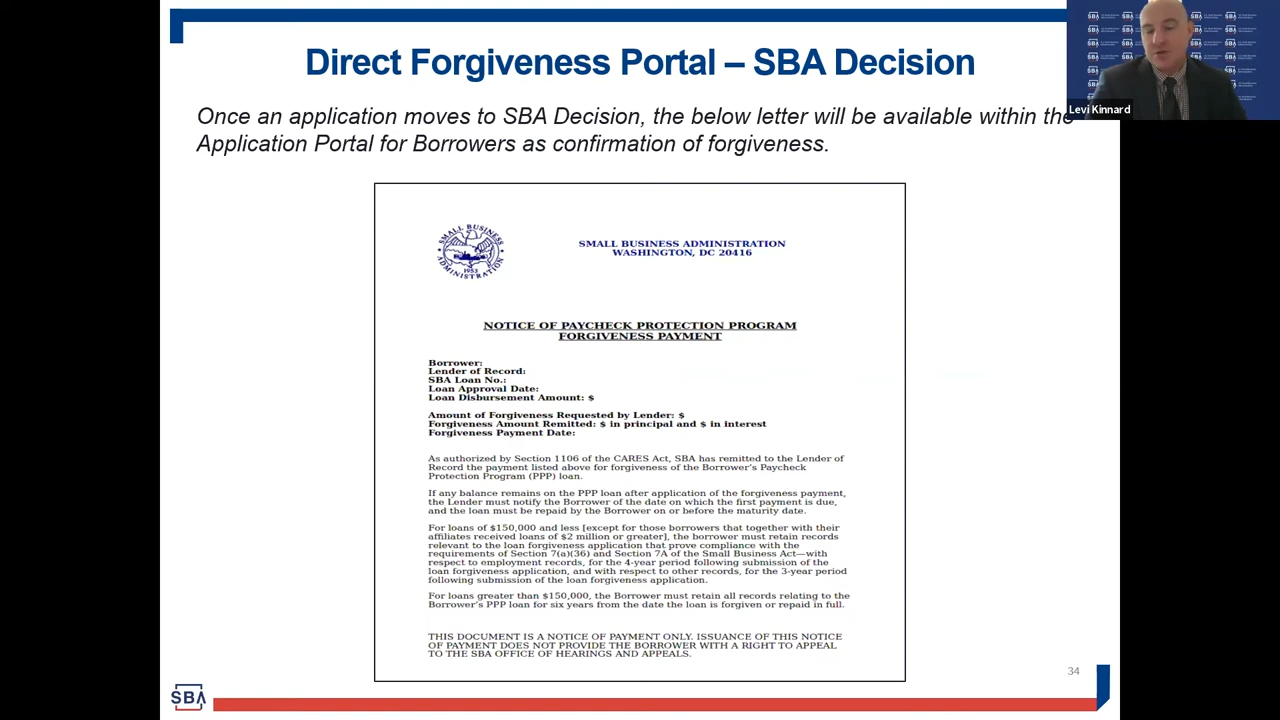 Direct Forgiveness Portal – SBA Decision
Levi Kinnard
Once an application moves to SBA Decision, the below letter will be available within the
Application Portal for Borrowers as confirmation of forgiveness.
SMALL BUSINESS ADMINISTRATION
1953
SMALL BUSINESS ADMINISTRATION
WASHINGTON, DC 20416
NOTICE OF PAYCHECK PROTECTION PROGRAM
FORGIVENESS PAYMENT
Borrower:
Lender of Record:
SBA Loan No.:
Loan Approval Date:
Loan Disbursement Amount: $
Amount of Forgiveness Requested by Lender: $
Forgiveness Amount Remitted: $ in principal and $ in interest
Forgiveness Payment Date:
As authorized by Section 1106 of the CARES Act, SBA has remitted to the Lender of
Record the payment listed above for forgiveness of the Borrower's Paycheck
Protection Program (PPP) loan.
If any balance remains on the PPP loan after application of the forgiveness payment,
the Lender must notify the Borrower of the date on which the first payment is due,
and the loan must be repaid by the Borrower on or before the maturity date.
For loans of $150,000 and less [except for those borrowers that together with their
affiliates received loans of $2 million or greater], the borrower must retain records
relevant to the loan forgiveness application that prove compliance with the
requirements of Section 7(a)(36) and Section 7A of the Small Business Act—with
respect to employment records, for the 4-year period following submission of the
loan forgiveness application, and with respect to other records, for the 3-year period
following submission of the loan forgiveness application.
For loans greater than $150,000, the Borrower must retain all records relating to the
Borrower's PPP loan for six years from the date the loan is forgiven or repaid in full.
THIS DOCUMENT IS A NOTICE OF PAYMENT ONLY. ISSUANCE OF THIS NOTICE
OF PAYMENT DOES NOT PROVIDE THE BORROWER WITH A RIGHT TO APPEAL
TO THE SBA OFFICE OF HEARINGS AND APPEALS.
34
SBA